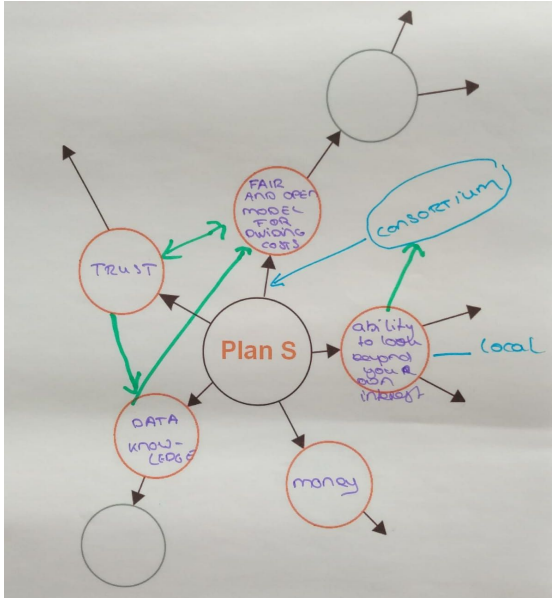 FAIR
AND OPEN
MODEL
FOR
DIVIDING
COSTS
CONSORTIUM
TRUST
Plan S
ability
to look
beyond
your
own
interest
local
DATA
KNOW-
LEDGE
money